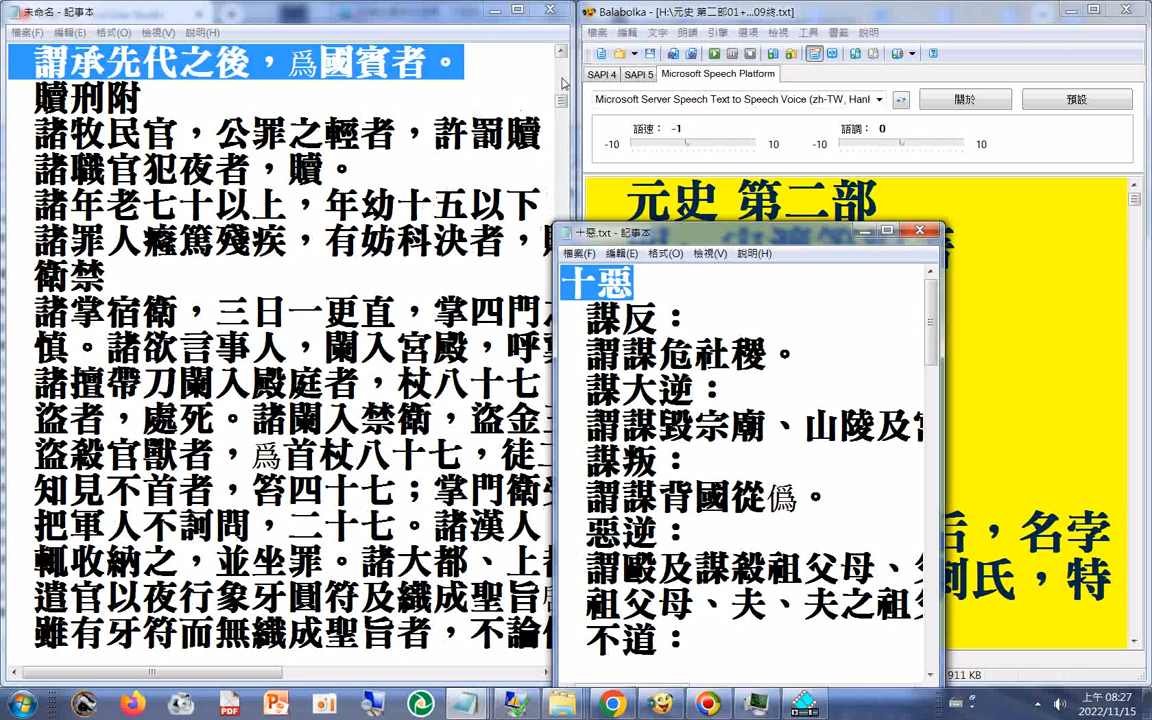 未命名 - 記事本
檔案(F) 編輯(E) 格式(O) 檢視(V) 說明(H)
謂承先代之後，爲國賓者。
贖刑附
諸牧民官，公罪之輕者，許罰贖
諸職官犯夜者，贖。
諸年老七十以上，年幼十五以下
諸罪人癃篤殘疾，有妨科決者，
衛禁
諸掌宿衛，三日一更直，掌四門
慎。諸欲言事人，闌入宮殿，呼
諸擅帶刀闌入殿庭者，杖八十七
盜者，處死。諸闌入禁衛，盜金
盜殺官獸者，爲首杖八十七，徒
知見不首者，笞四十七；掌門衛
把軍人不訶問，二十七。諸漢人
輒收納之，並坐罪。諸大都、上
遣官以夜行象牙圓符及織成聖旨
雖有牙符而無織成聖旨者，不論
Balabolka - [H:\元史 第二部01+...09終.txt]
檔案 編輯 文字 朗讀 引擎 選項 檢視 工具 書籤 說明
SAPI 4 SAPI 5 Microsoft Speech Platform
Microsoft Server Speech Text to Speech Voice (zh-TW, Hanl
關於 預設
語速： -1 語調： 0
-10 10 -10 10
元史 第二部
后，名孛
剌氏，特
911 KB
十惡.txt - 記事本
檔案(F) 編輯(E) 格式(O) 檢視(V) 說明(H)
十惡
謀反：
謂謀危社稷。
謀大逆：
謂謀毀宗廟、山陵及宮
謀叛：
謂謀背國從僞。
惡逆：
謂毆及謀殺祖父母、父
祖父母、夫、夫之祖父
不道：
上午 08:27
2022/11/15